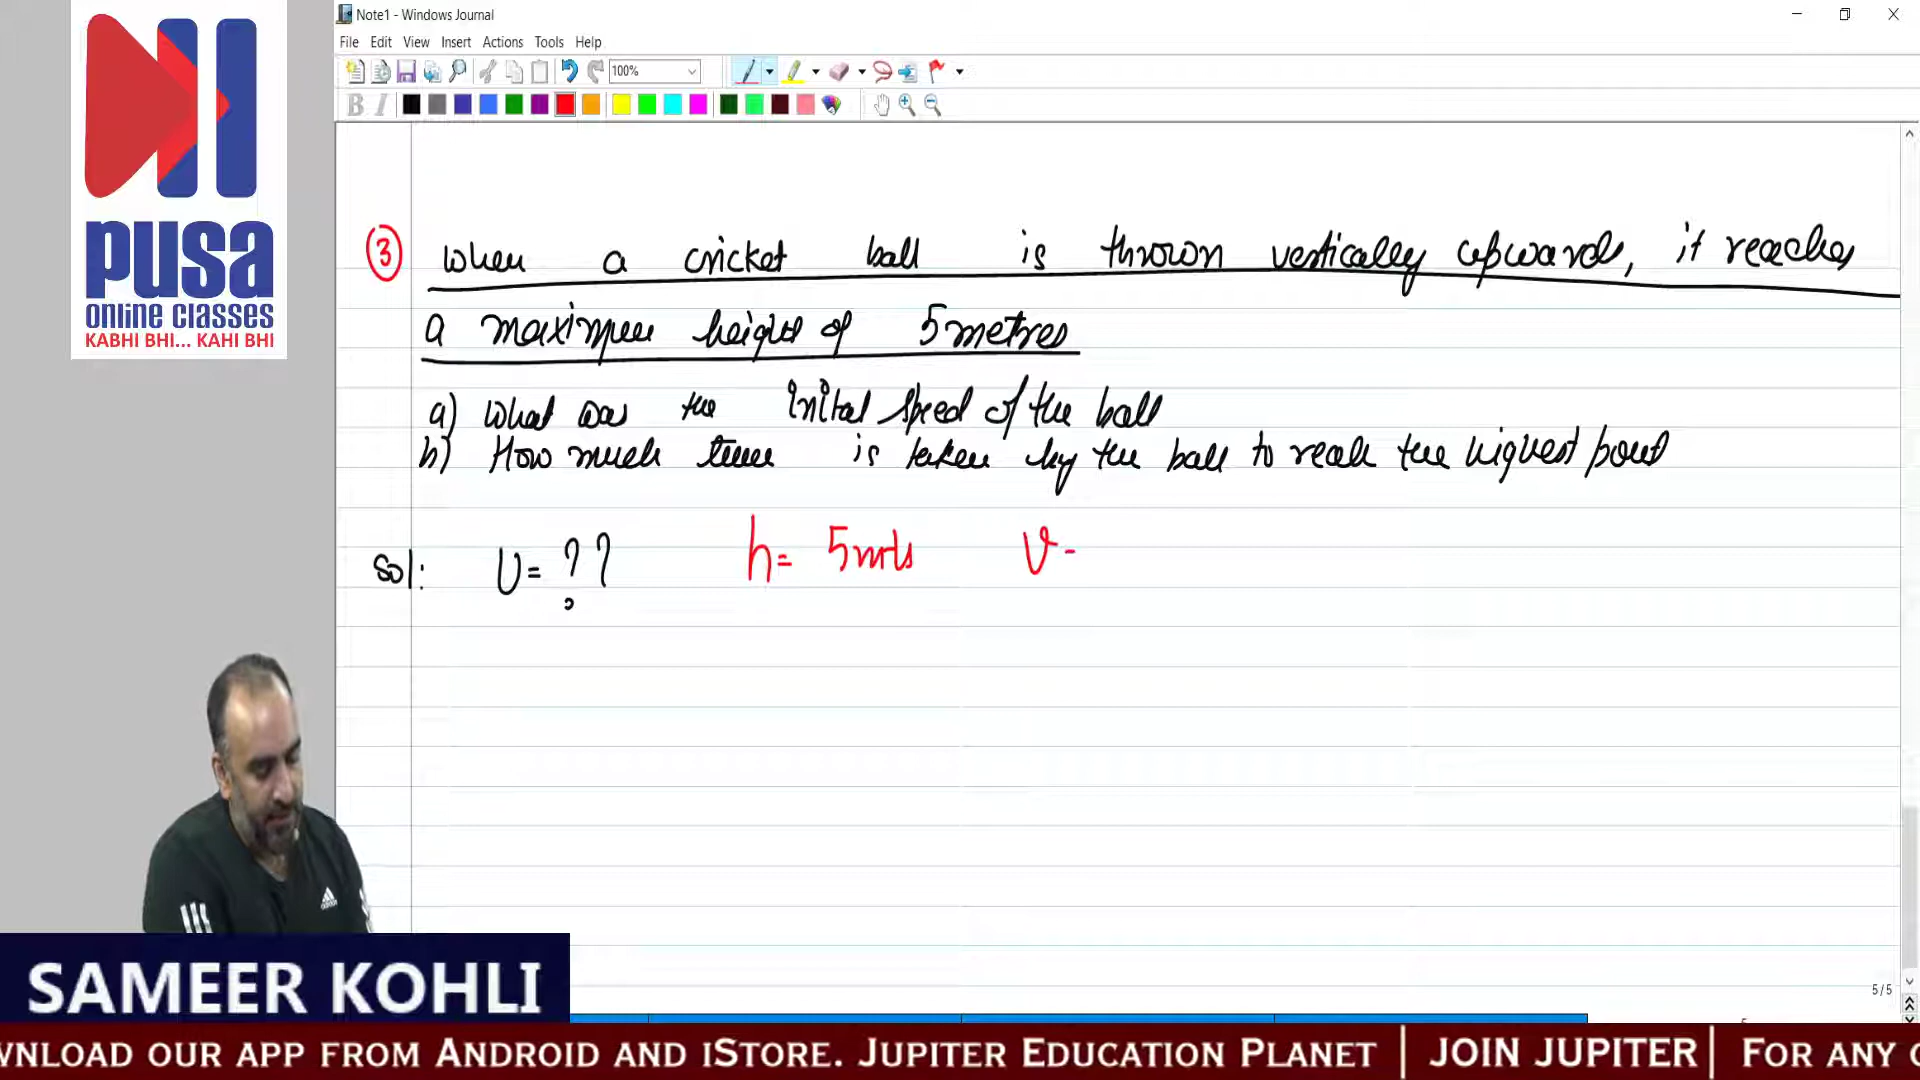 Note1 - Windows Journal
File Edit View Insert Actions Tools Help
100%
B I
PUSA
ONLINE CLASSES
KABHI BHI... KAHI BHI
③ When a cricket ball is thrown vertically upwards, it reaches
a maximum height of 5 metres
a) What was the initial speed of the ball
b) How much time is taken by the ball to reach the highest point
Sol: U = ?? h = 5 mts V =
5/5
SAMEER KOHLI
WNLOAD OUR APP FROM ANDROID AND ISTORE. JUPITER EDUCATION PLANET | JOIN JUPITER | FOR ANY